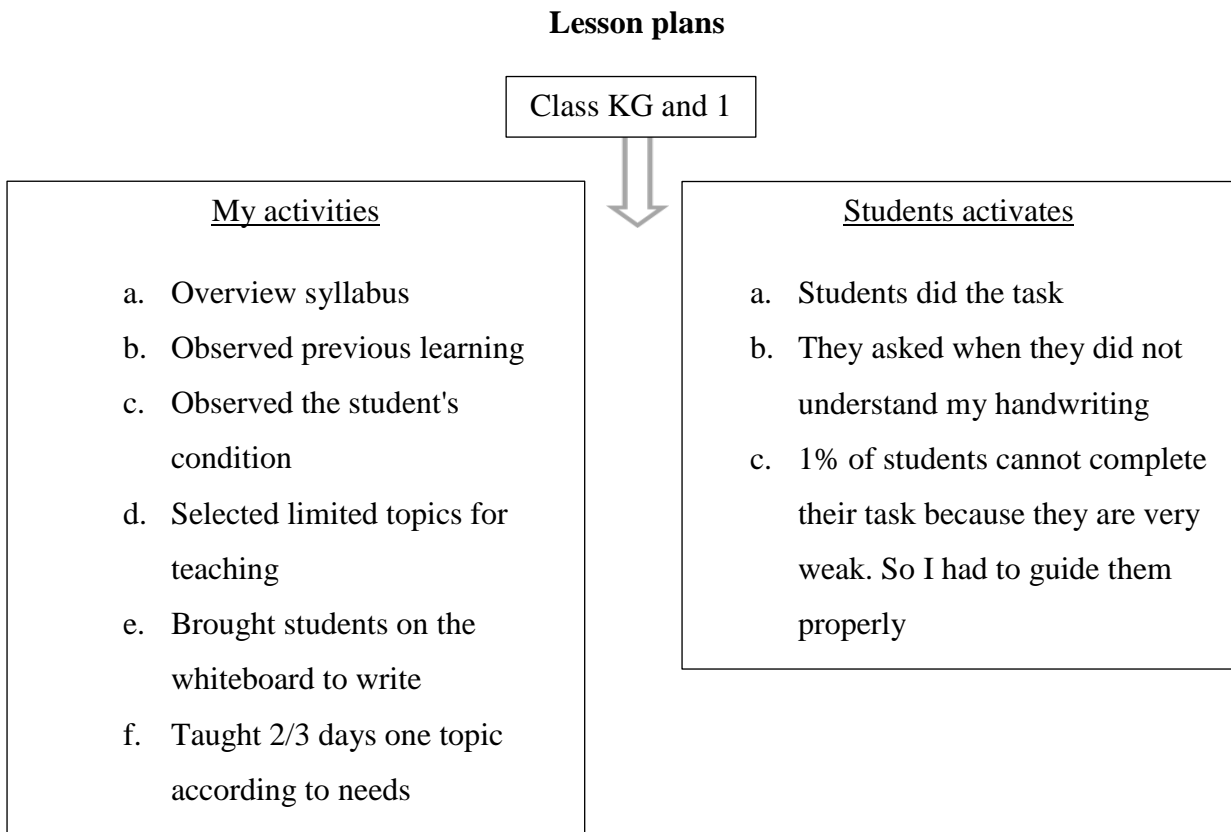 Lesson plans
Class KG and 1
My activities
a. Overview syllabus
b. Observed previous learning
c. Observed the student's
condition
d. Selected limited topics for
teaching
e. Brought students on the
whiteboard to write
f. Taught 2/3 days one topic
according to needs
Students activates
a. Students did the task
b. They asked when they did not
understand my handwriting
c. 1% of students cannot complete
their task because they are very
weak. So I had to guide them
properly